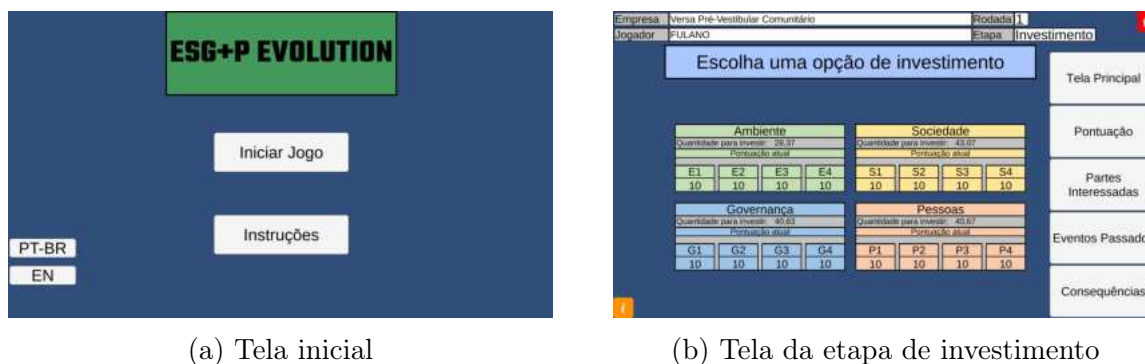 ESG+P EVOLUTION
Iniciar Jogo
Instruções
PT-BR
EN
(a) Tela inicial
Empresa Versa Pré-Vestibular Comunitário Rodada 1
Jogador FULANO Etapa Investimento
Escolha uma opção de investimento
Tela Principal
Pontuação
Partes
Interessadas
Eventos Passado
Consequências
Ambiente
Quantidade para investir: 28,37
Pontuação atual
E1 E2 E3 E4
10 10 10 10
Sociedade
Quantidade para investir: 43,07
Pontuação atual
S1 S2 S3 S4
10 10 10 10
Governança
Quantidade para investir: 40,63
Pontuação atual
G1 G2 G3 G4
10 10 10 10
Pessoas
Quantidade para investir: 40,67
Pontuação atual
P1 P2 P3 P4
10 10 10 10
i
(b) Tela da etapa de investimento